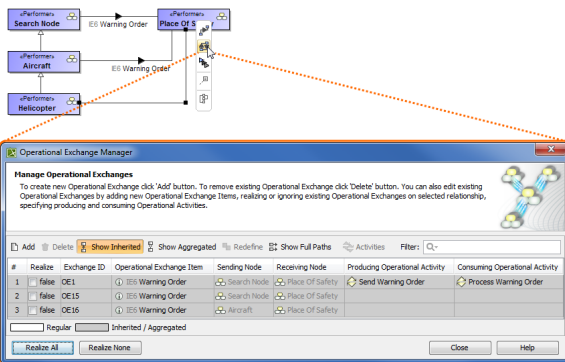 «Performer»
Search Node
IE6 Warning Order
«Performer»
Place Of S
«Performer»
Aircraft
IE6 Warning Order
«Performer»
Helicopter
Operational Exchange Manager
Manage Operational Exchanges
To create new Operational Exchange click 'Add' button. To remove existing Operational Exchange click 'Delete' button. You can also edit existing
Operational Exchanges by adding new Operational Exchange Items, realizing or ignoring existing Operational Exchanges on selected relationship,
specifying producing and consuming Operational Activities.
Add Delete Show Inherited Show Aggregated Redefine Show Full Paths Activities Filter:
# Realize Exchange ID Operational Exchange Item Sending Node Receiving Node Producing Operational Activity Consuming Operational Activity
1 false OE1 IE6 Warning Order Search Node Place Of Safety Send Warning Order Process Warning Order
2 false OE15 IE6 Warning Order Search Node Place Of Safety
3 false OE16 IE6 Warning Order Aircraft Place Of Safety
Regular Inherited / Aggregated
Realize All Realize None Close Help